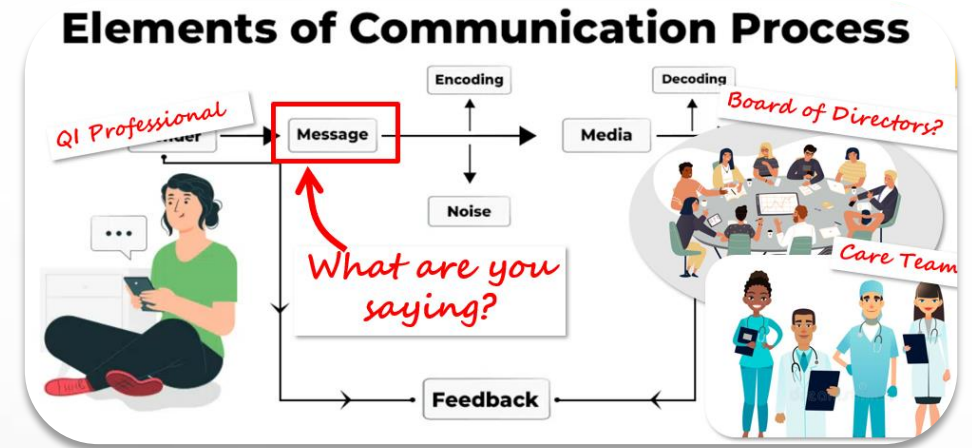 Elements of Communication Process
Encoding
Decoding
QI Professional
Board of Directors?
Message
Media
Noise
What are you
saying?
Care Team
Feedback